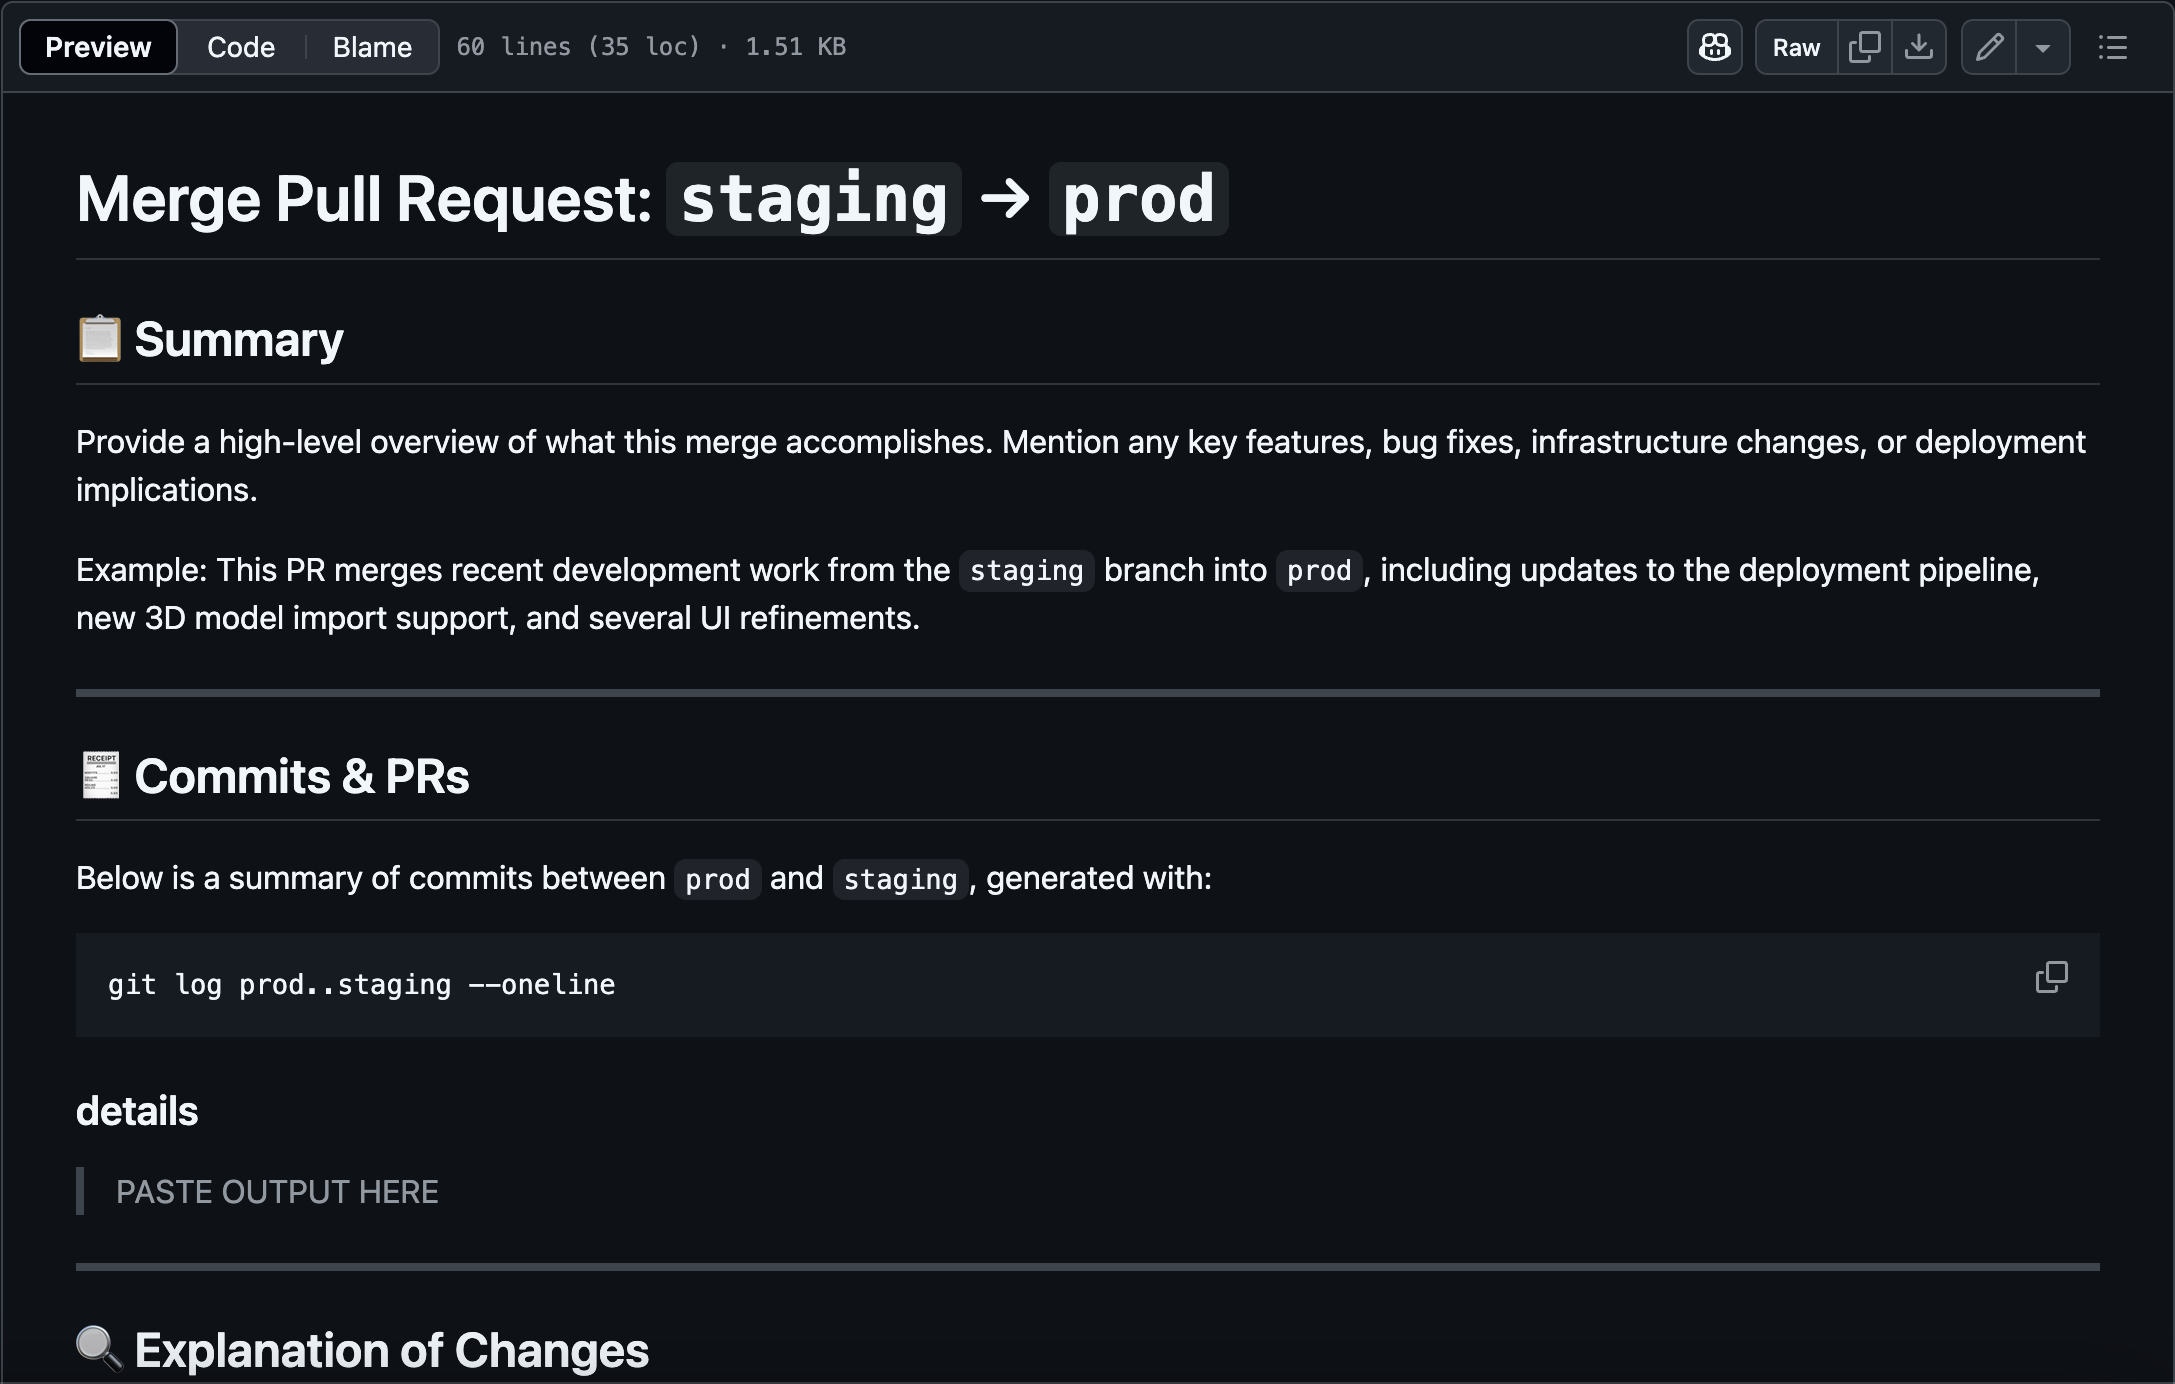 Preview Code Blame 60 lines (35 loc) · 1.51 KB Raw
Merge Pull Request: staging → prod
📋 Summary
Provide a high-level overview of what this merge accomplishes. Mention any key features, bug fixes, infrastructure changes, or deployment
implications.
Example: This PR merges recent development work from the staging branch into prod, including updates to the deployment pipeline,
new 3D model import support, and several UI refinements.
🧾 Commits & PRs
Below is a summary of commits between prod and staging, generated with:
git log prod..staging --oneline
details
PASTE OUTPUT HERE
🔍 Explanation of Changes